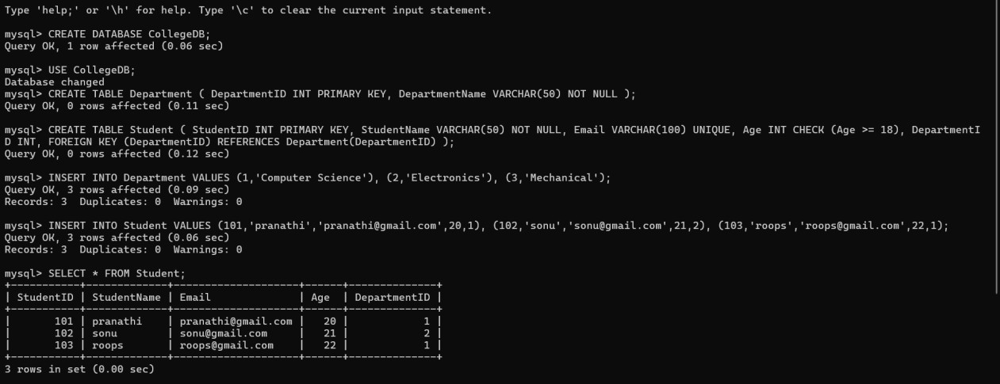 Type 'help;' or '\h' for help. Type '\c' to clear the current input statement.

mysql> CREATE DATABASE CollegeDB;
Query OK, 1 row affected (0.06 sec)

mysql> USE CollegeDB;
Database changed
mysql> CREATE TABLE Department ( DepartmentID INT PRIMARY KEY, DepartmentName VARCHAR(50) NOT NULL );
Query OK, 0 rows affected (0.11 sec)

mysql> CREATE TABLE Student ( StudentID INT PRIMARY KEY, StudentName VARCHAR(50) NOT NULL, Email VARCHAR(100) UNIQUE, Age INT CHECK (Age >= 18), DepartmentI
D INT, FOREIGN KEY (DepartmentID) REFERENCES Department(DepartmentID) );
Query OK, 0 rows affected (0.12 sec)

mysql> INSERT INTO Department VALUES (1,'Computer Science'), (2,'Electronics'), (3,'Mechanical');
Query OK, 3 rows affected (0.09 sec)
Records: 3  Duplicates: 0  Warnings: 0

mysql> INSERT INTO Student VALUES (101,'pranathi','pranathi@gmail.com',20,1), (102,'sonu','sonu@gmail.com',21,2), (103,'roops','roops@gmail.com',22,1);
Query OK, 3 rows affected (0.06 sec)
Records: 3  Duplicates: 0  Warnings: 0

mysql> SELECT * FROM Student;
+-----------+-------------+--------------------+------+--------------+
| StudentID | StudentName | Email              | Age  | DepartmentID |
+-----------+-------------+--------------------+------+--------------+
|       101 | pranathi    | pranathi@gmail.com |   20 |            1 |
|       102 | sonu        | sonu@gmail.com     |   21 |            2 |
|       103 | roops       | roops@gmail.com    |   22 |            1 |
+-----------+-------------+--------------------+------+--------------+
3 rows in set (0.00 sec)